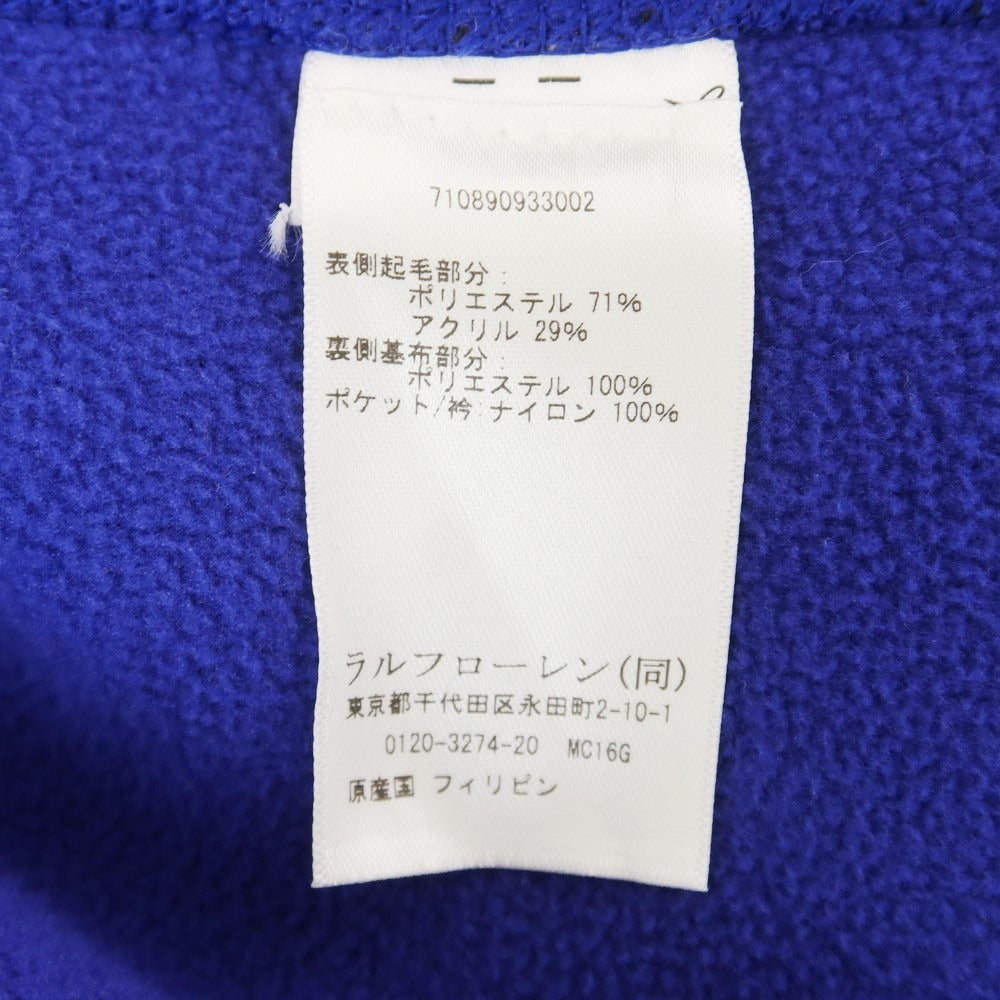 710890933002
表側起毛部分:
ポリエステル 71%
アクリル 29%
裏側基布部分:
ポリエステル 100%
ポケット/衿:ナイロン 100%
ラルフローレン(同)
東京都千代田区永田町2-10-1
0120-3274-20 MC16G
原産国 フィリピン